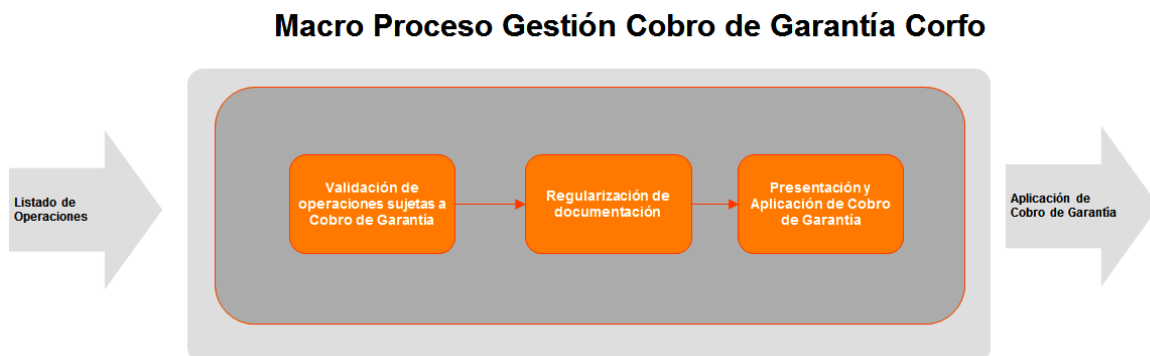 Macro Proceso Gestión Cobro de Garantía Corfo
Listado de
Operaciones
Validación de
operaciones sujetas a
Cobro de Garantía
Regularización de
documentación
Presentación y
Aplicación de Cobro
de Garantía
Aplicación de
Cobro de Garantía